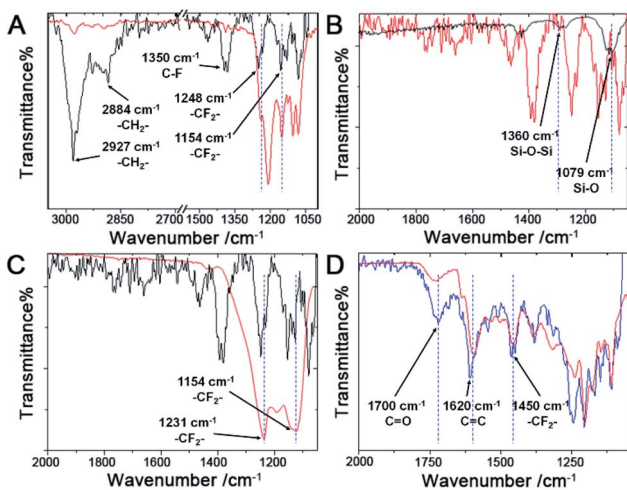 A
Transmittance%
1350 cm-1
C-F
1248 cm-1
-CF2-
1154 cm-1
-CF2-
2884 cm-1
-CH2-
2927 cm-1
-CH2-
3000 2850 2700 1350 1200 1050
Wavenumber /cm-1
B
Transmittance%
1360 cm-1
Si-O-Si
1079 cm-1
Si-O
2000 1800 1600 1400 1200
Wavenumber /cm-1
C
Transmittance%
1154 cm-1
-CF2-
1231 cm-1
-CF2-
2000 1800 1600 1400 1200
Wavenumber /cm-1
D
Transmittance%
1700 cm-1
C=O
1620 cm-1
C=C
1450 cm-1
-CF2-
2000 1750 1500 1250
Wavenumber /cm-1